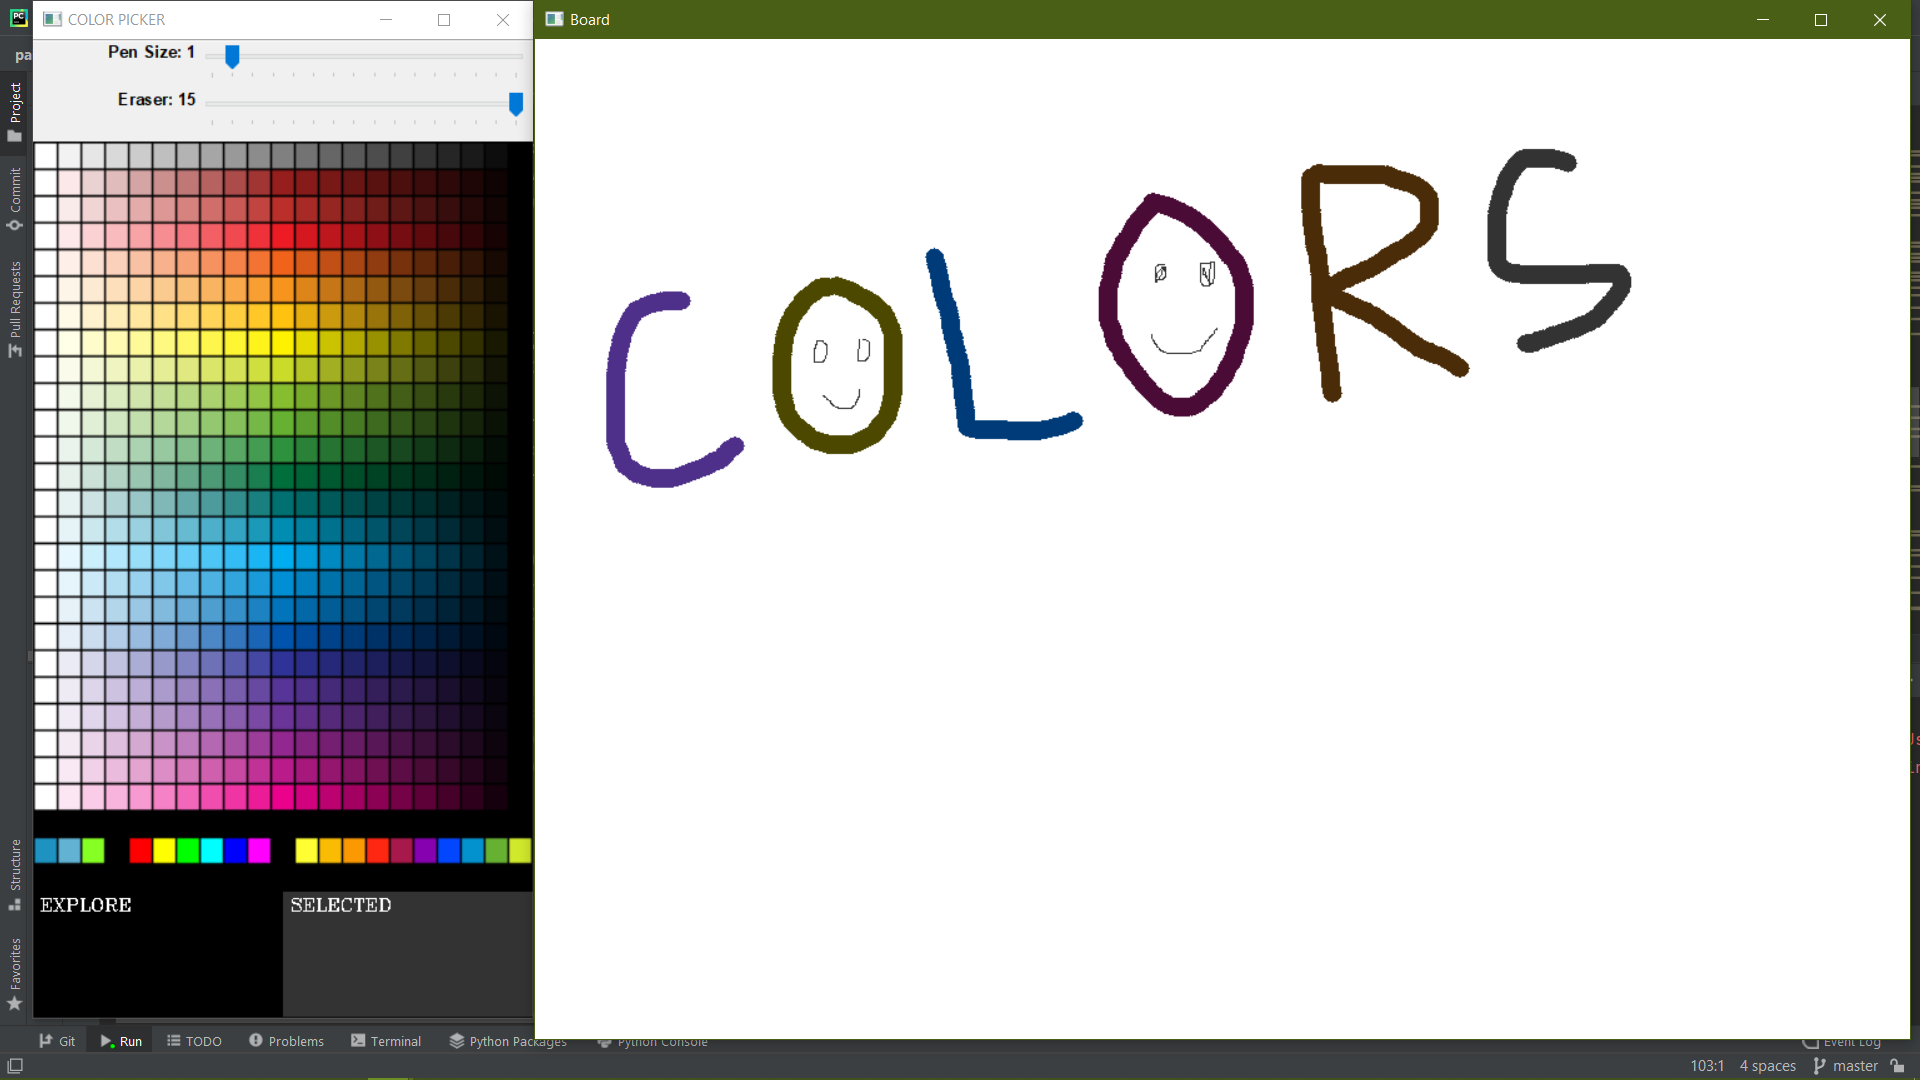 COLOR PICKER
Board
Pen Size: 1
Eraser: 15
pa
Project
Commit
Pull Requests
COLORS
Structure
Favorites
EXPLORE
SELECTED
Git
Run
TODO
Problems
Terminal
Python Packages
Python Console
Event Log
103:1
4 spaces
master